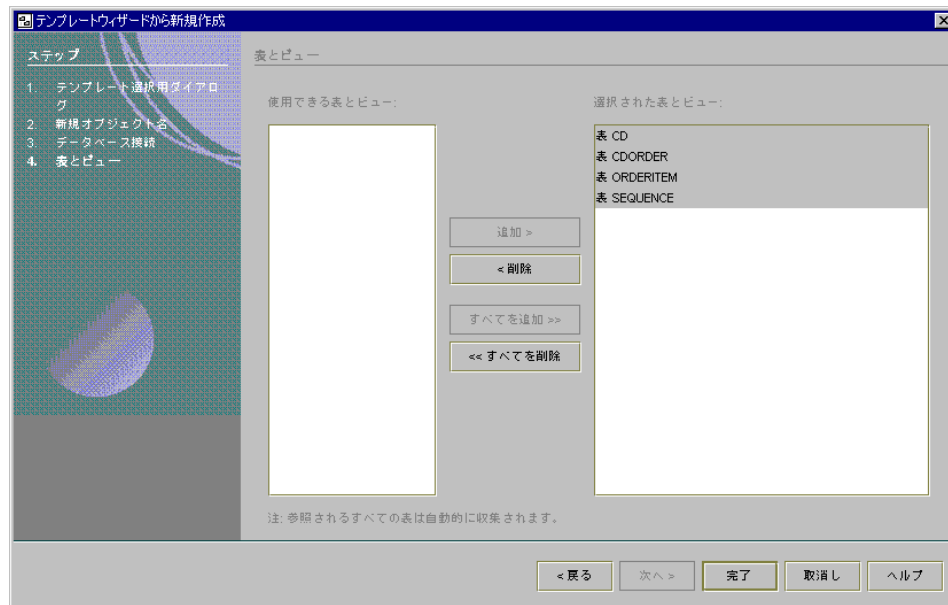 テンプレートウィザードから新規作成
ステップ
1. テンプレート選択用ダイアロ
グ
2. 新規オブジェクト名
3. データベース接続
4. 表とビュー
表とビュー
使用できる表とビュー:
選択された表とビュー:
表 CD
表 CDORDER
表 ORDERITEM
表 SEQUENCE
追加 >
< 削除
すべてを追加 >>
<< すべてを削除
注: 参照されるすべての表は自動的に収集されます。
< 戻る
次へ >
完了
取消し
ヘルプ